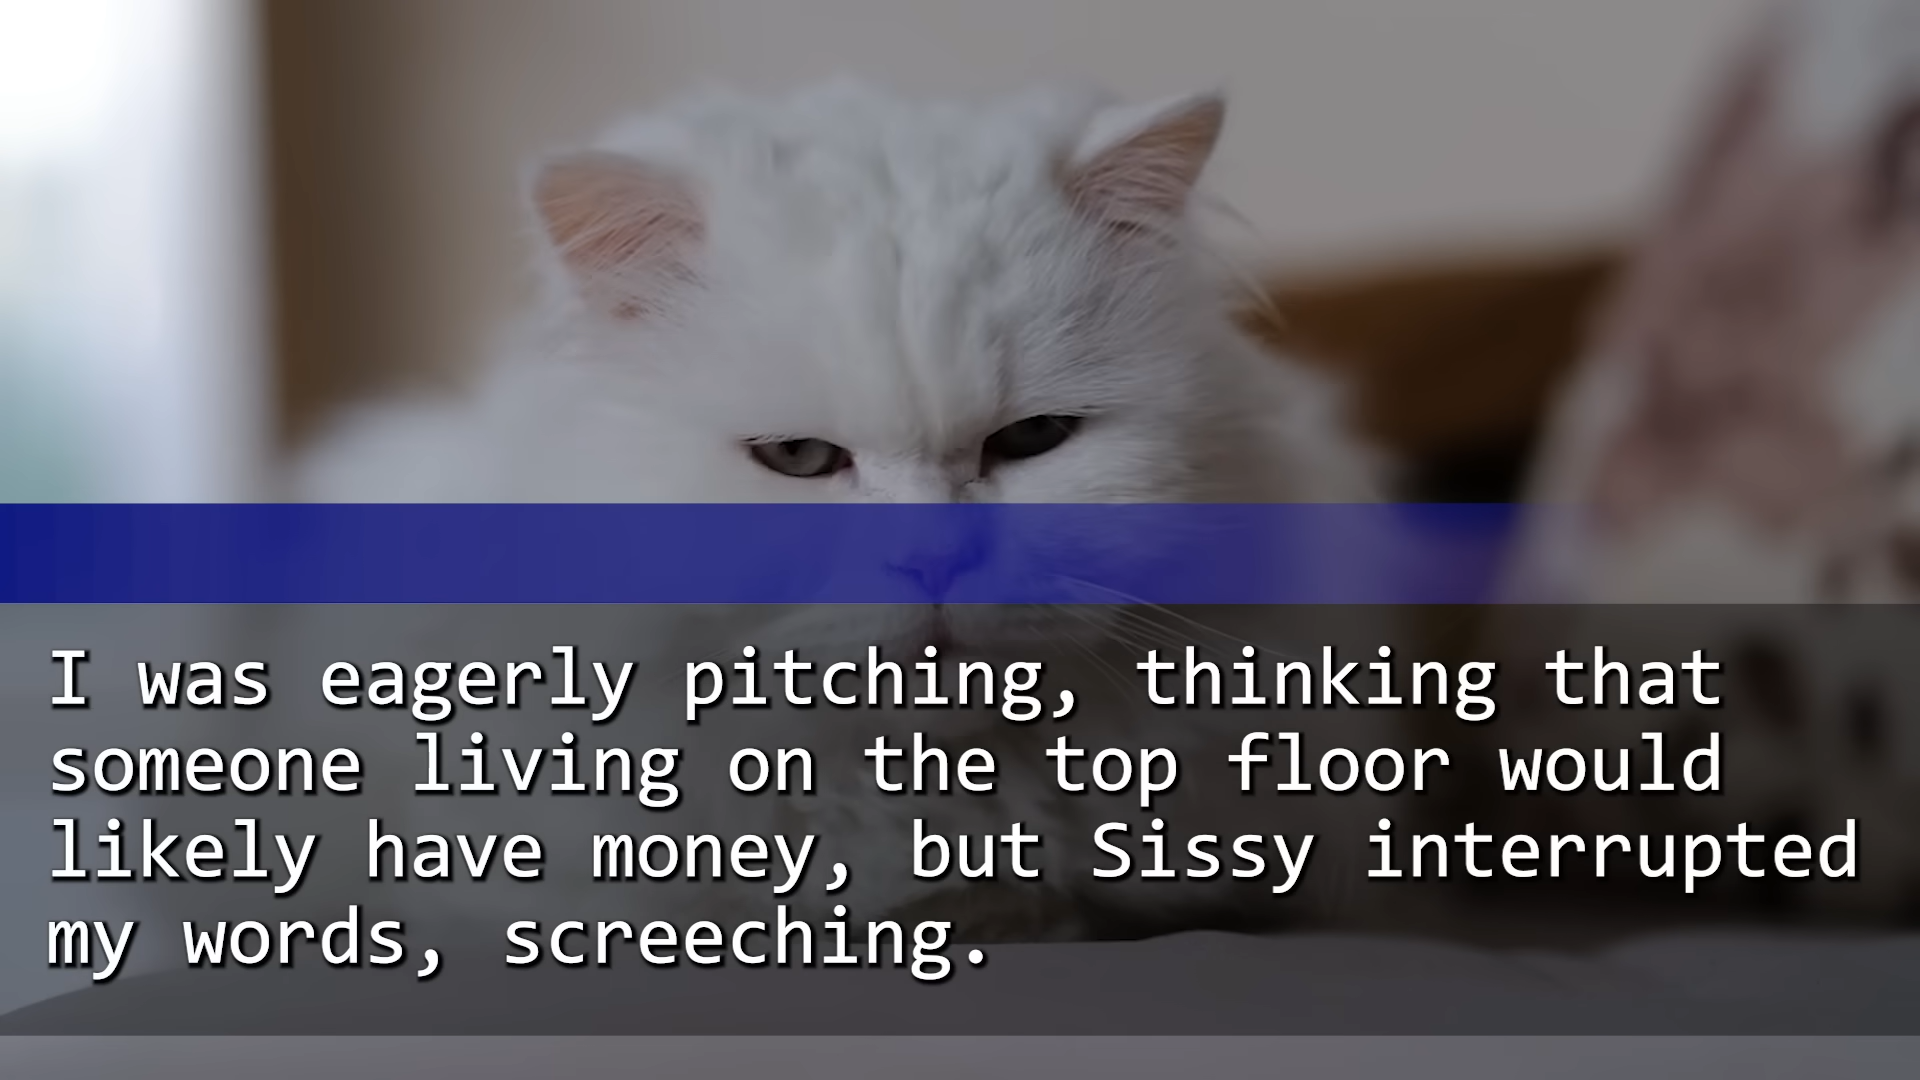 I was eagerly pitching, thinking that
someone living on the top floor would
likely have money, but Sissy interrupted
my words, screeching.